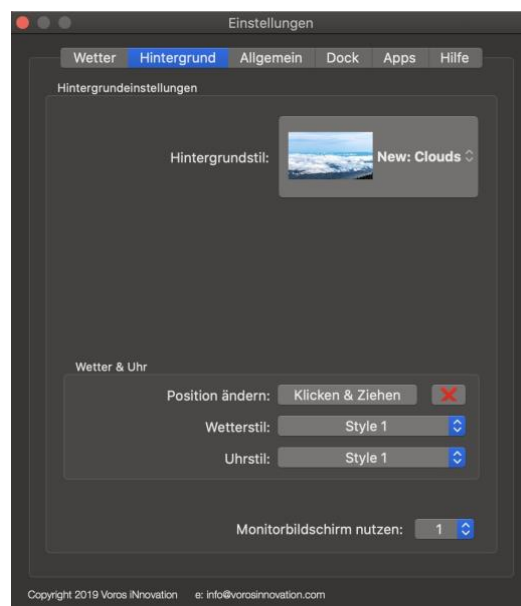 Einstellungen
Wetter Hintergrund Allgemein Dock Apps Hilfe
Hintergrundeinstellungen
Hintergrundstil: New: Clouds
Wetter & Uhr
Position ändern: Klicken & Ziehen
Wetterstil: Style 1
Uhrstil: Style 1
Monitorbildschirm nutzen: 1
Copyright 2019 Voros iNnovation e: info@vorosinnovation.com